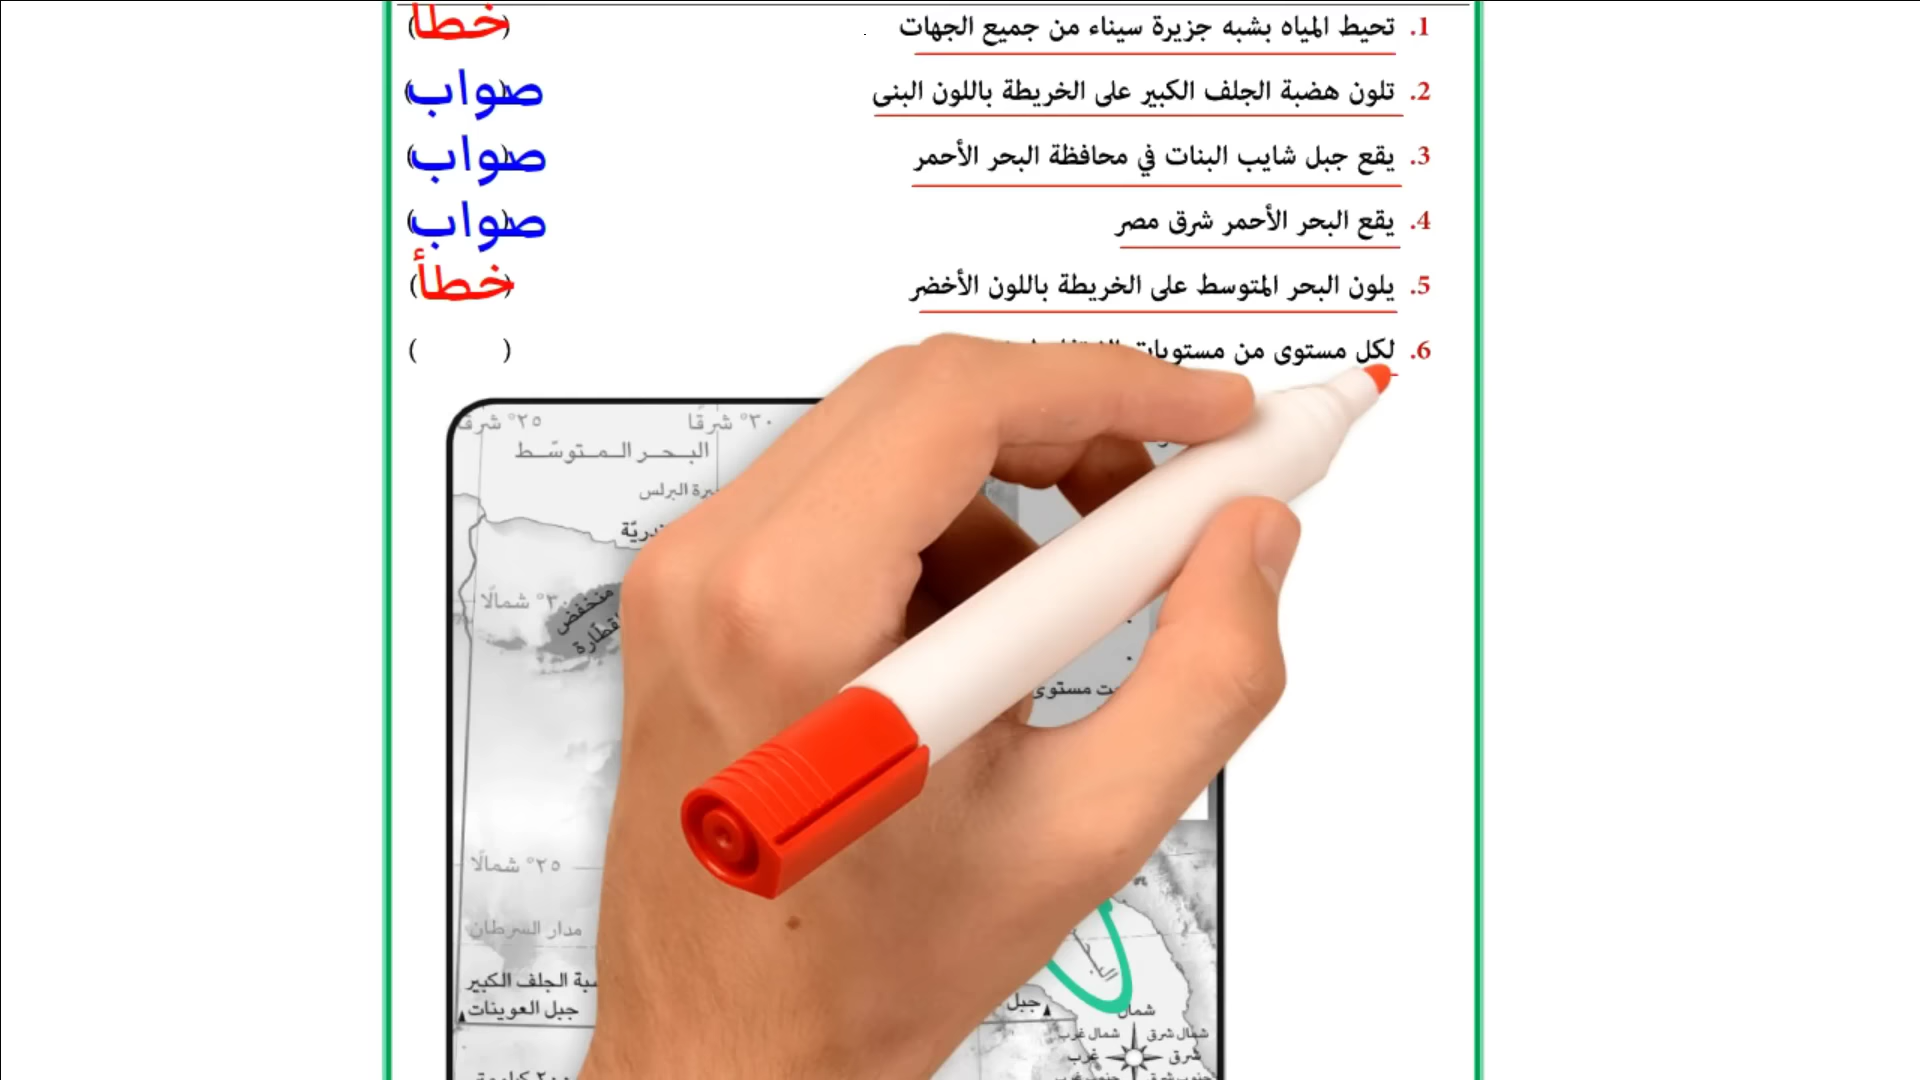 1. تحيط المياه بشبه جزيرة سيناء من جميع الجهات . (خطأ)
2. تلون هضبة الجلف الكبير على الخريطة باللون البنى (صواب)
3. يقع جبل شايب البنات في محافظة البحر الأحمر (صواب)
4. يقع البحر الأحمر شرق مصر (صواب)
5. يلون البحر المتوسط على الخريطة باللون الأخضر (خطأ)
6. لكل مستوى من مستويات ( )
٣٠° شرقًا
٢٥° شرقًا
البحر المتوسّط
البرلس
٣٠° شمالًا
منخفض
مستوى
٢٥° شمالًا
مدار السرطان
الجلف الكبير
جبل العوينات
جبل
شمال
شمال شرق
شمال غرب
شرق
غرب